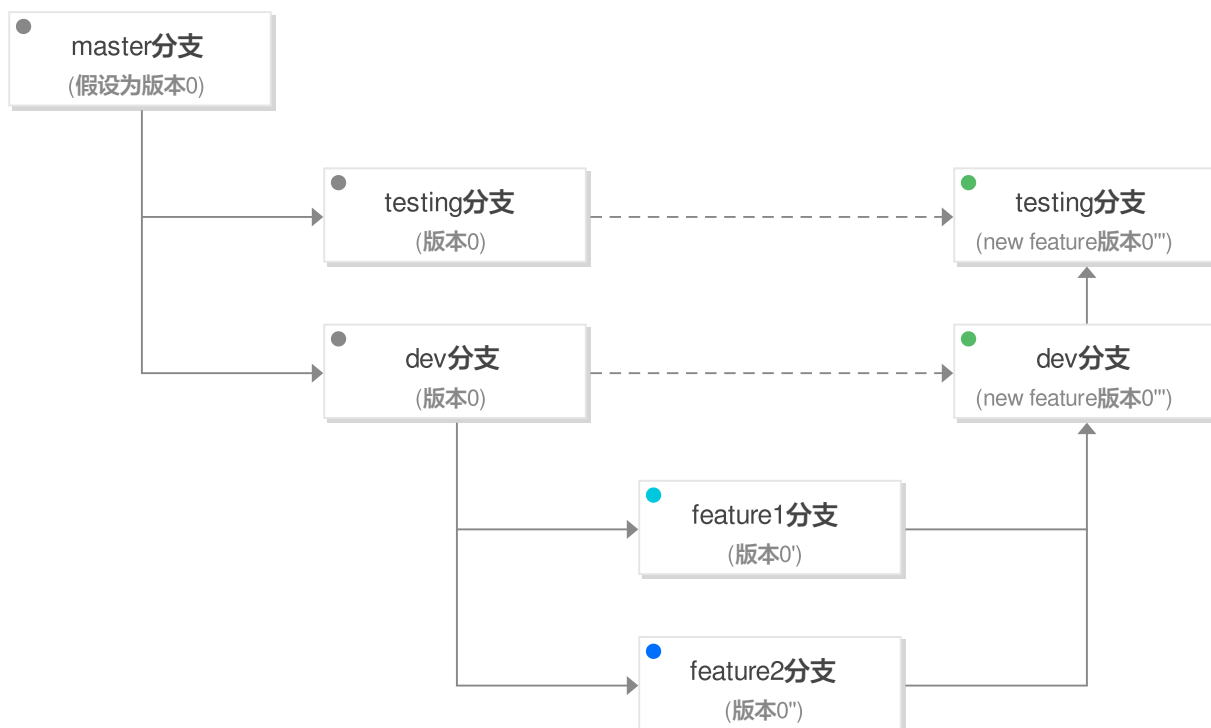 master分支
(假设为版本0)
testing分支
(版本0)
testing分支
(new feature版本0''')
dev分支
(版本0)
dev分支
(new feature版本0''')
feature1分支
(版本0')
feature2分支
(版本0'')